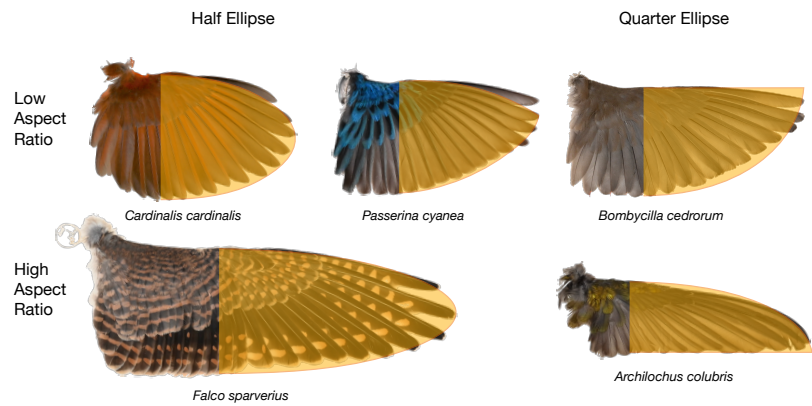 Half Ellipse
Quarter Ellipse
Low
Aspect
Ratio
Cardinalis cardinalis
Passerina cyanea
Bombycilla cedrorum
High
Aspect
Ratio
Falco sparverius
Archilochus colubris